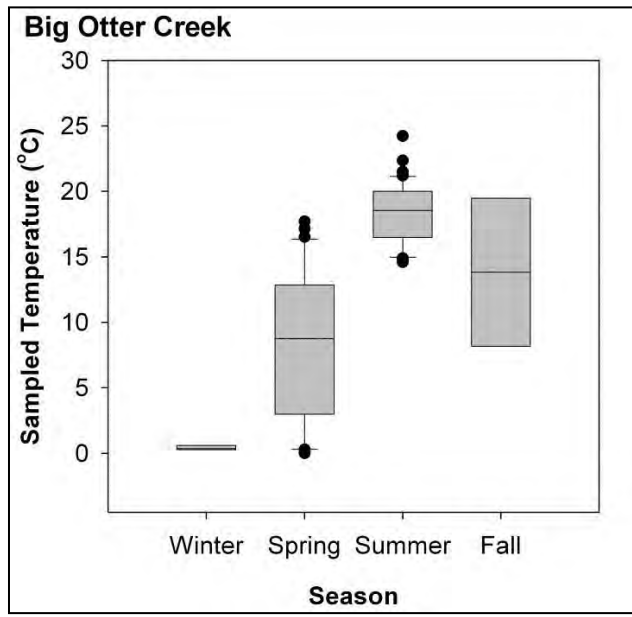 Big Otter Creek
30
25
20
15
10
5
0
Sampled Temperature (°C)
Winter Spring Summer Fall
Season